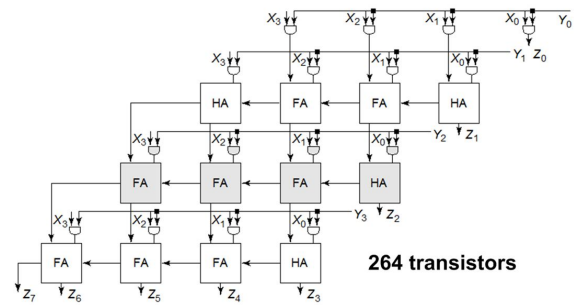 X3 X2 X1 X0 Y0
X3 X2 X1 X0 Y1 Z0
HA FA FA HA
Z1
X3 X2 X1 X0 Y2
FA FA FA HA
Z2
X3 X2 X1 X0 Y3
FA FA FA HA
264 transistors
Z7 Z6 Z5 Z4 Z3